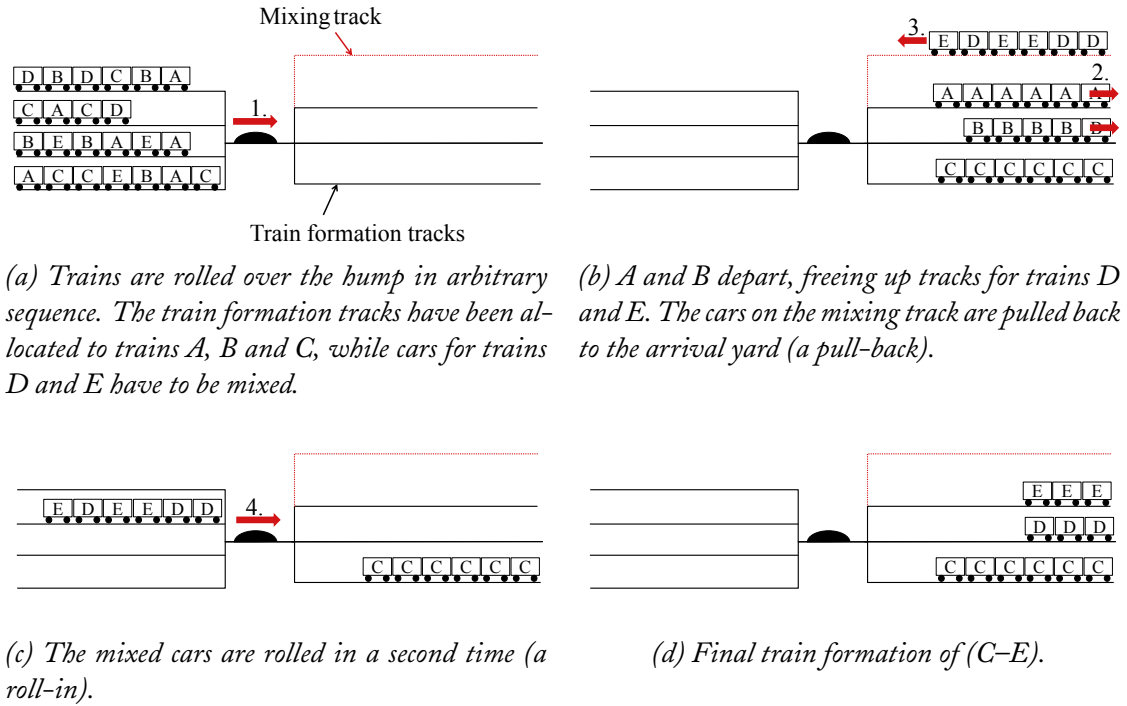 Mixing track
D B D C B A
C A C D
1.
B E B A E A
A C C E B A C
Train formation tracks
3.
E D E E D D
2.
A A A A A A
B B B B B
C C C C C C
(a) Trains are rolled over the hump in arbitrary
sequence. The train formation tracks have been al-
located to trains A, B and C, while cars for trains
D and E have to be mixed.
(b) A and B depart, freeing up tracks for trains D
and E. The cars on the mixing track are pulled back
to the arrival yard (a pull-back).
E D E E D D
4.
C C C C C C
E E E
D D D
C C C C C C
(c) The mixed cars are rolled in a second time (a
roll-in).
(d) Final train formation of (C–E).